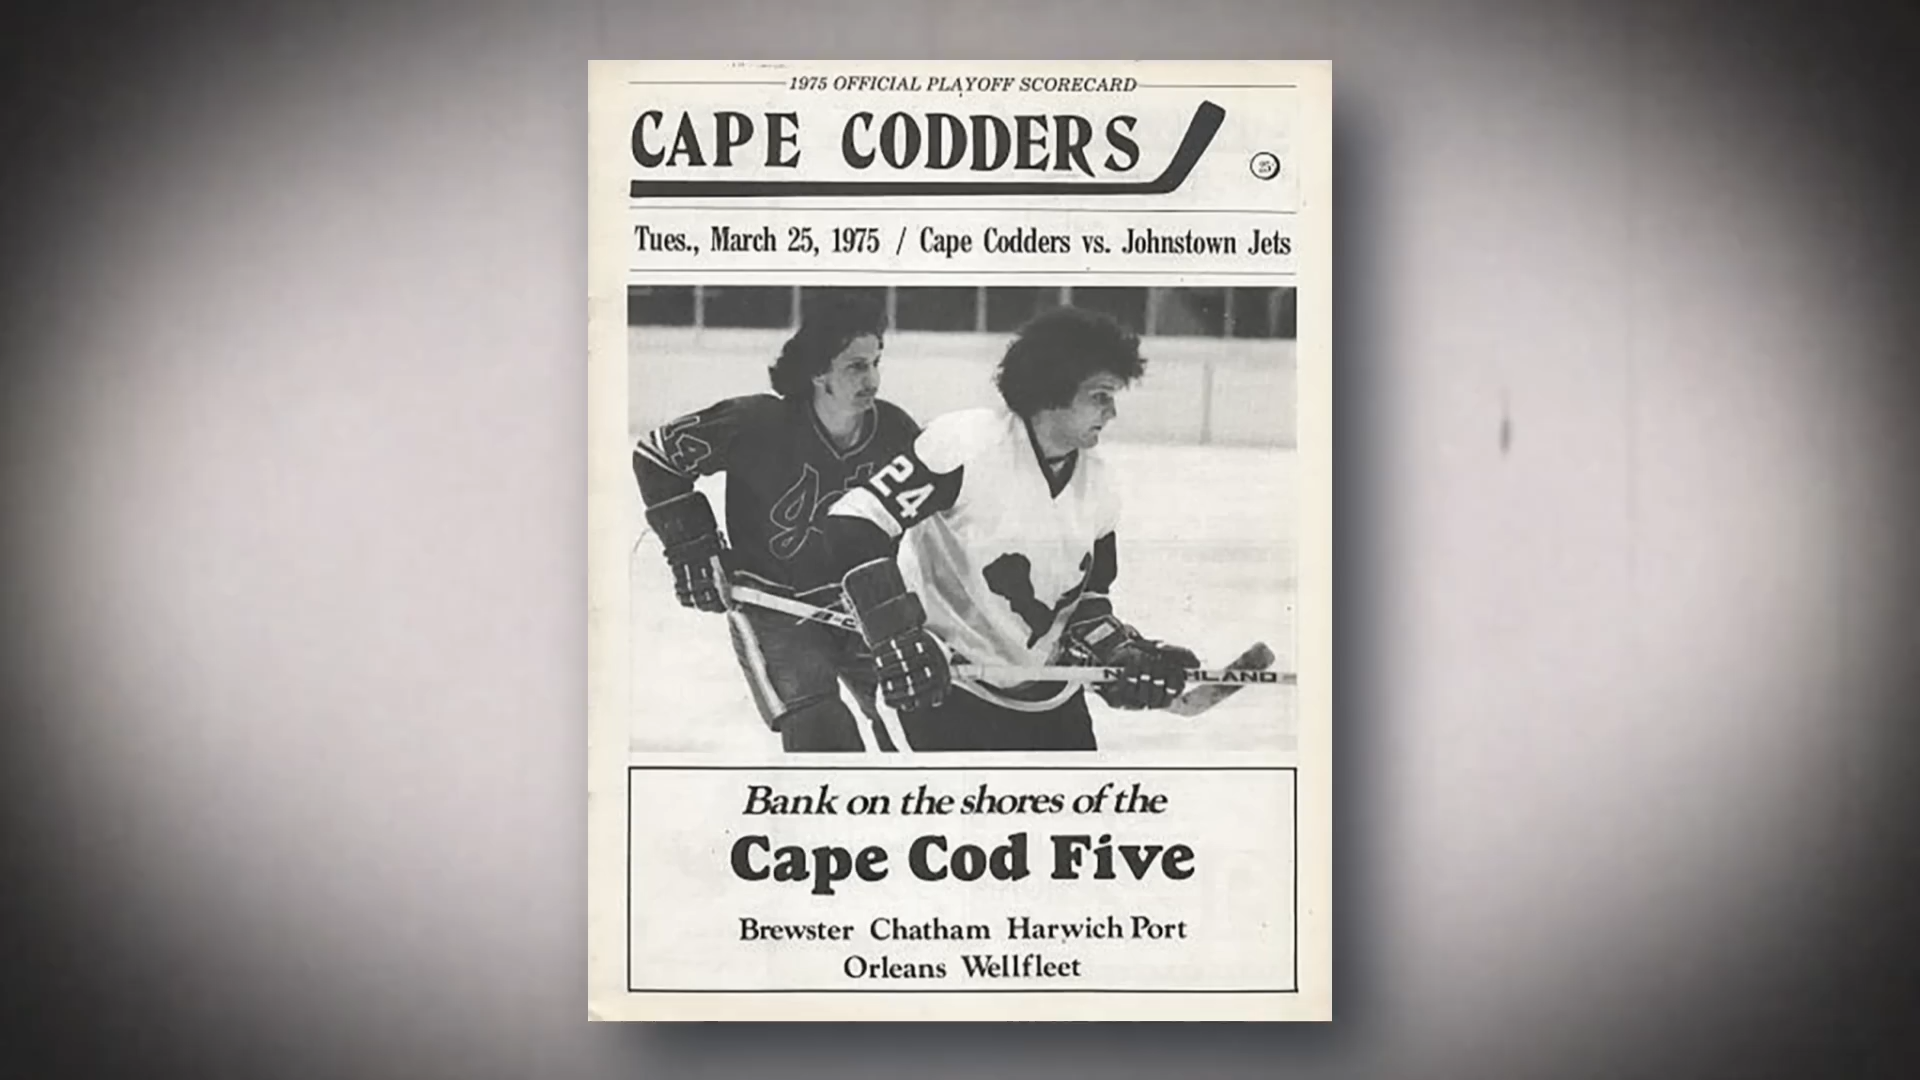 1975 OFFICIAL PLAYOFF SCORECARD
CAPE CODDERS
25¢
Tues., March 25, 1975 / Cape Codders vs. Johnstown Jets
14
24
Bank on the shores of the
Cape Cod Five
Brewster Chatham Harwich Port
Orleans Wellfleet